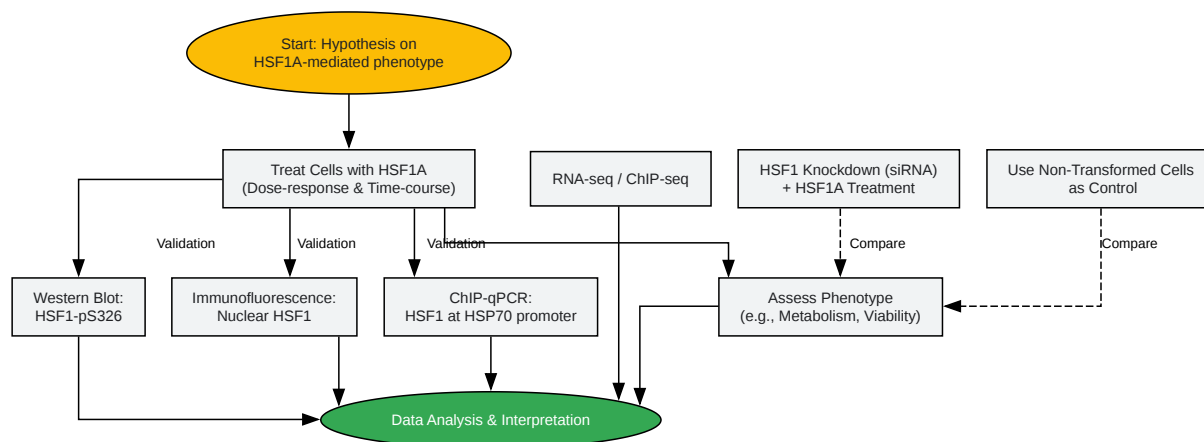 Start: Hypothesis on
HSF1A-mediated phenotype
Treat Cells with HSF1A
(Dose-response & Time-course)
RNA-seq / ChIP-seq
HSF1 Knockdown (siRNA)
+ HSF1A Treatment
Use Non-Transformed Cells
as Control
Validation
Validation
Validation
Compare
Compare
Western Blot:
HSF1-pS326
Immunofluorescence:
Nuclear HSF1
ChIP-qPCR:
HSF1 at HSP70 promoter
Assess Phenotype
(e.g., Metabolism, Viability)
Data Analysis & Interpretation